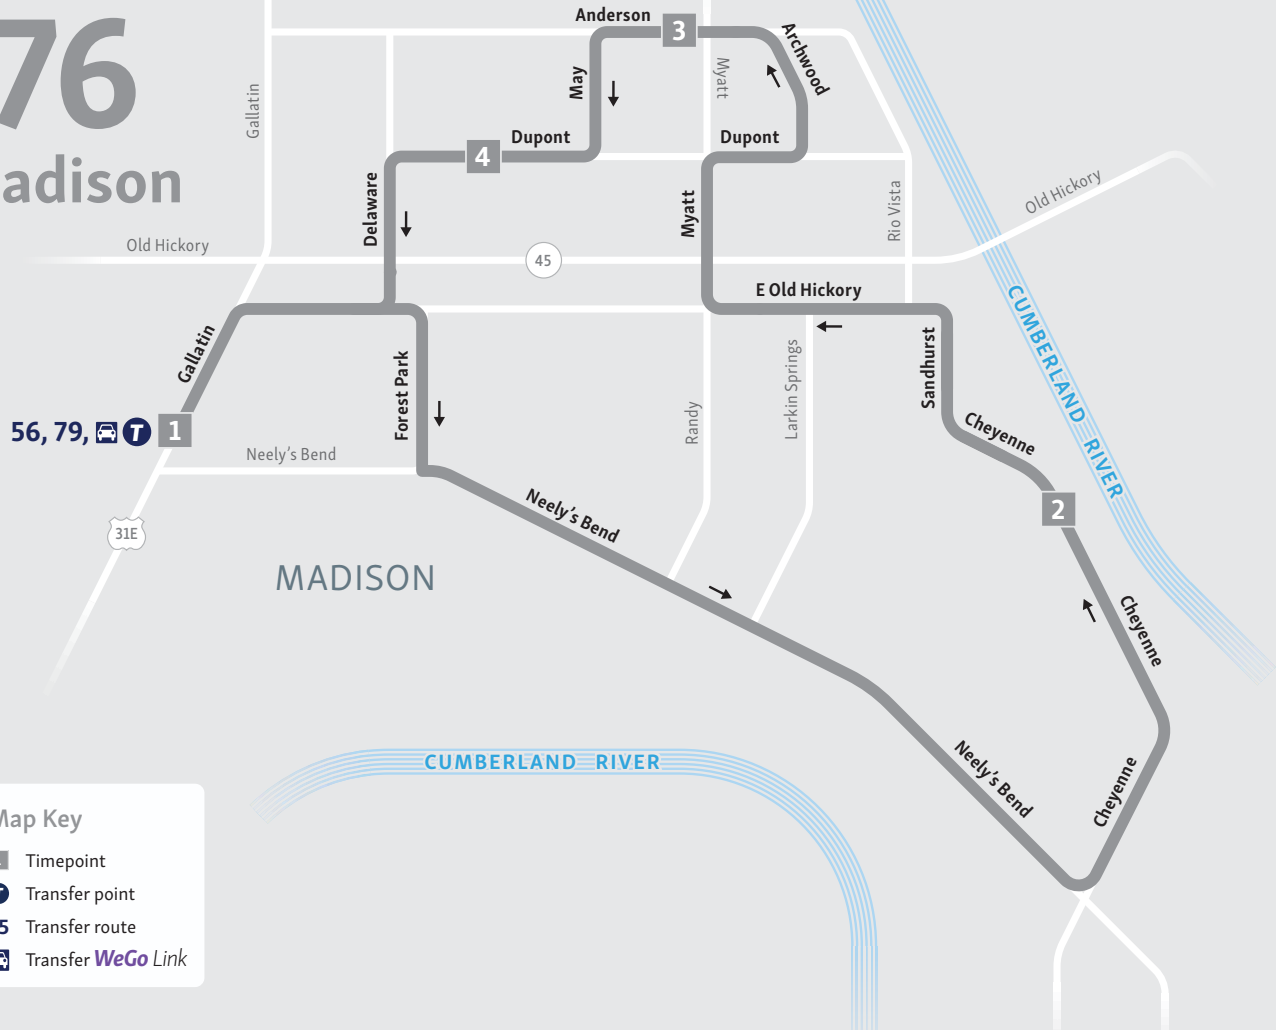 76
adison
Anderson
3
Archwood
May
Myatt
Gallatin
Dupont
Dupont
4
Delaware
Myatt
Rio Vista
Old Hickory
Old Hickory
45
E Old Hickory
CUMBERLAND RIVER
Gallatin
Forest Park
Sandhurst
Larkin Springs
Randy
56, 79,
T
1
Cheyenne
Neely's Bend
2
Neely's Bend
31E
MADISON
Cheyenne
CUMBERLAND RIVER
Neely's Bend
Cheyenne
Map Key
Timepoint
Transfer point
5 Transfer route
Transfer WeGo Link